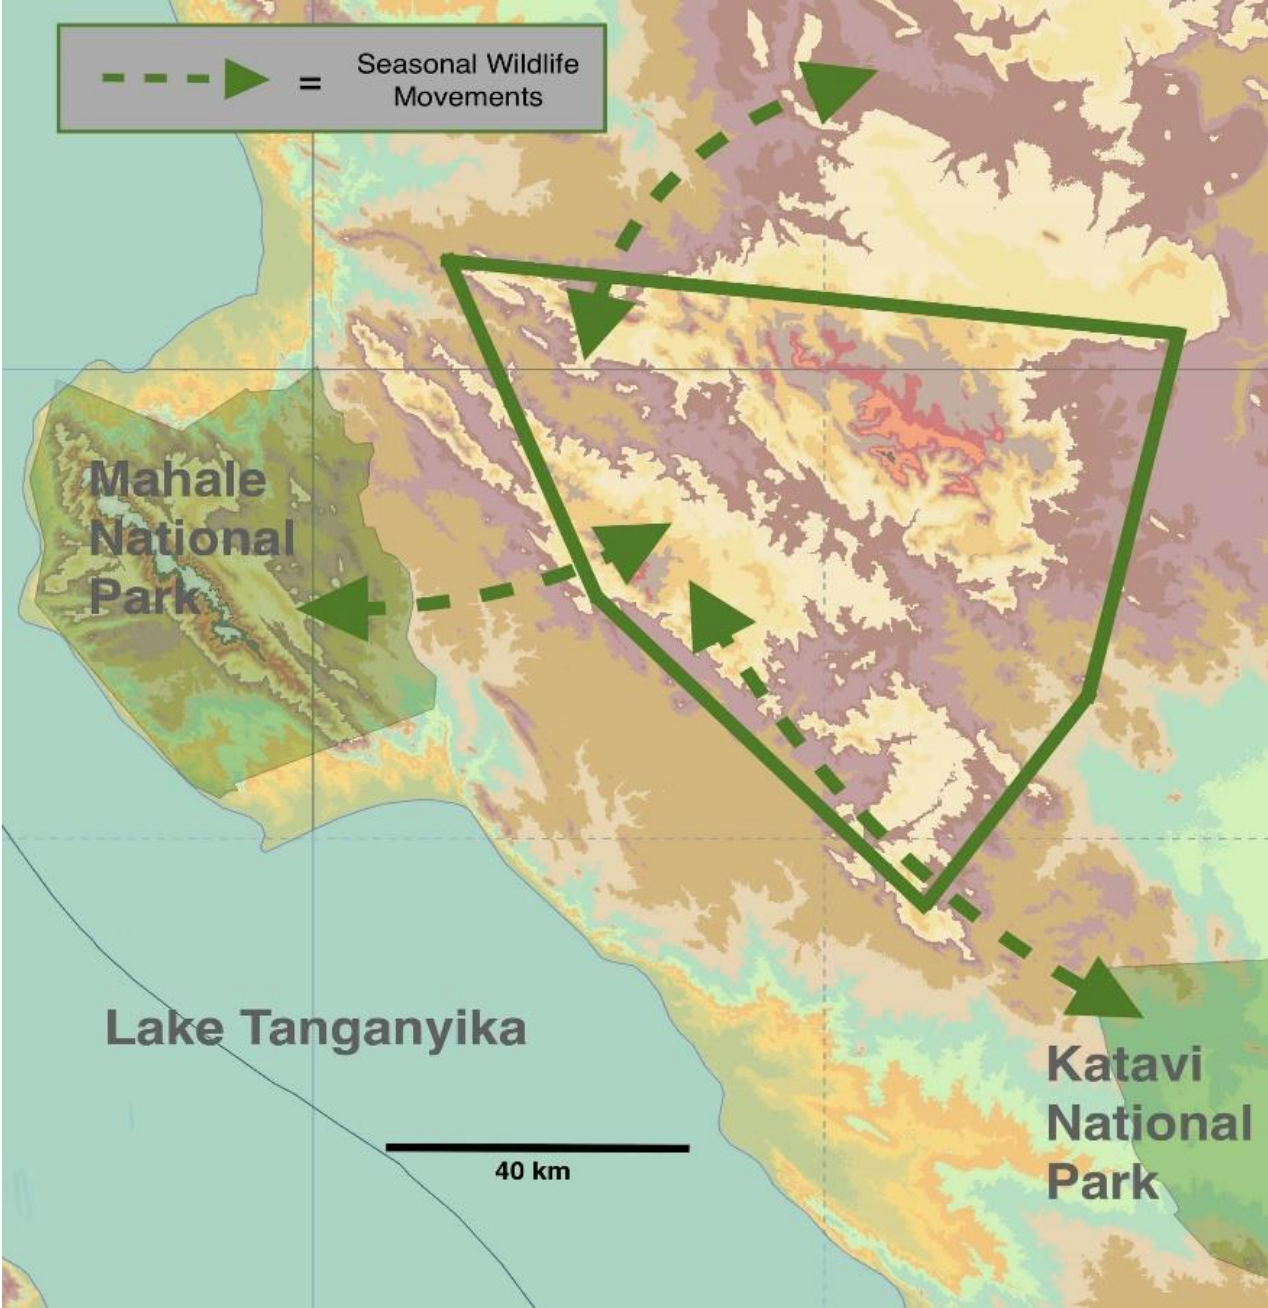 =
Seasonal Wildlife
Movements
Mahale
National
Park
Lake Tanganyika
40 km
Katavi
National
Park